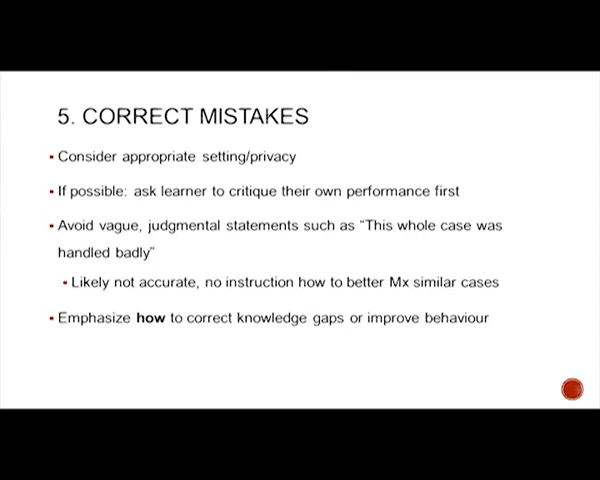 5. CORRECT MISTAKES
▪ Consider appropriate setting/privacy
▪ If possible: ask learner to critique their own performance first
▪ Avoid vague, judgmental statements such as “This whole case was
handled badly”
▪ Likely not accurate, no instruction how to better Mx similar cases
▪ Emphasize how to correct knowledge gaps or improve behaviour